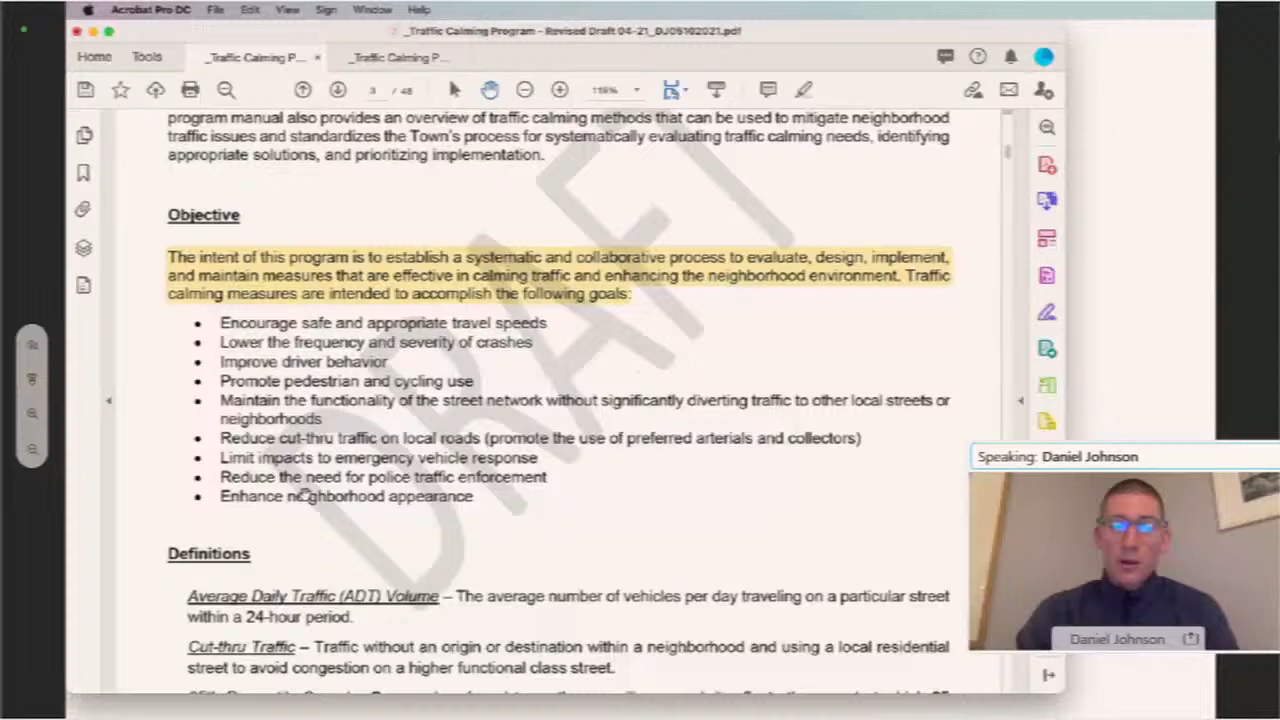 Acrobat Pro DC File Edit View Sign Window Help
_Traffic Calming Program - Revised Draft 04-21_DJ05102021.pdf
Home Tools _Traffic Calming P... × _Traffic Calming P...
3 / 48 116%
program manual also provides an overview of traffic calming methods that can be used to mitigate neighborhood
traffic issues and standardizes the Town's process for systematically evaluating traffic calming needs, identifying
appropriate solutions, and prioritizing implementation.
Objective
The intent of this program is to establish a systematic and collaborative process to evaluate, design, implement,
and maintain measures that are effective in calming traffic and enhancing the neighborhood environment. Traffic
calming measures are intended to accomplish the following goals:
• Encourage safe and appropriate travel speeds
• Lower the frequency and severity of crashes
• Improve driver behavior
• Promote pedestrian and cycling use
• Maintain the functionality of the street network without significantly diverting traffic to other local streets or
neighborhoods
• Reduce cut-thru traffic on local roads (promote the use of preferred arterials and collectors)
• Limit impacts to emergency vehicle response
• Reduce the need for police traffic enforcement
• Enhance neighborhood appearance
DRAFT
Definitions
Average Daily Traffic (ADT) Volume – The average number of vehicles per day traveling on a particular street
within a 24-hour period.
Cut-thru Traffic – Traffic without an origin or destination within a neighborhood and using a local residential
street to avoid congestion on a higher functional class street.
Speaking: Daniel Johnson
Daniel Johnson